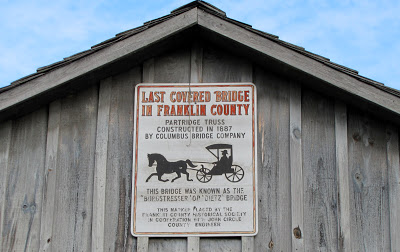 LAST COVERED BRIDGE
IN FRANKLIN COUNTY
PARTRIDGE TRUSS
CONSTRUCTED IN 1887
BY COLUMBUS BRIDGE COMPANY
THIS BRIDGE WAS KNOWN AS THE
"BERGSTRESSER" OR "DIETZ" BRIDGE
THIS MARKER PLACED BY THE
FRANKLIN COUNTY HISTORICAL SOCIETY
IN COOPERATION WITH JOHN CIRCLE
COUNTY ENGINEER